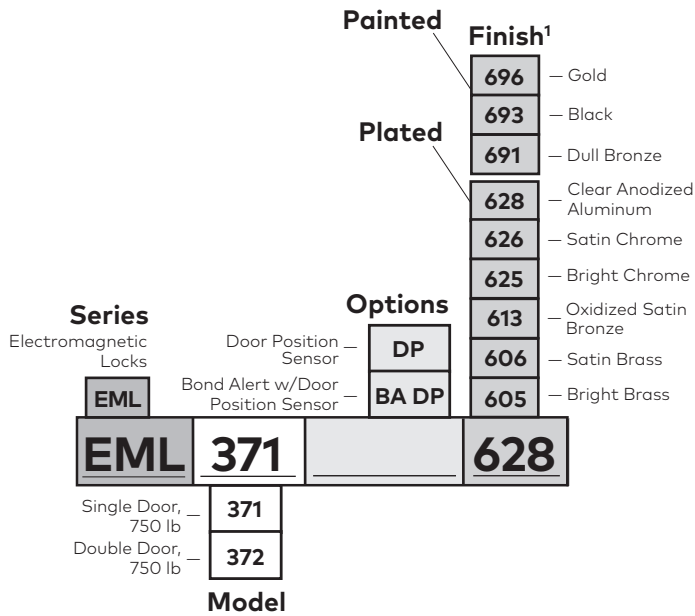 Painted
Finish¹
696 — Gold
693 — Black
Plated
691 — Dull Bronze
628 — Clear Anodized
Aluminum
626 — Satin Chrome
625 — Bright Chrome
613 — Oxidized Satin
Bronze
606 — Satin Brass
605 — Bright Brass
Series
Electromagnetic
Locks
EML
Options
Door Position —
Sensor
DP
Bond Alert w/Door
Position Sensor —
BA DP
EML 371 628
Single Door, —
750 lb
371
Double Door, —
750 lb
372
Model